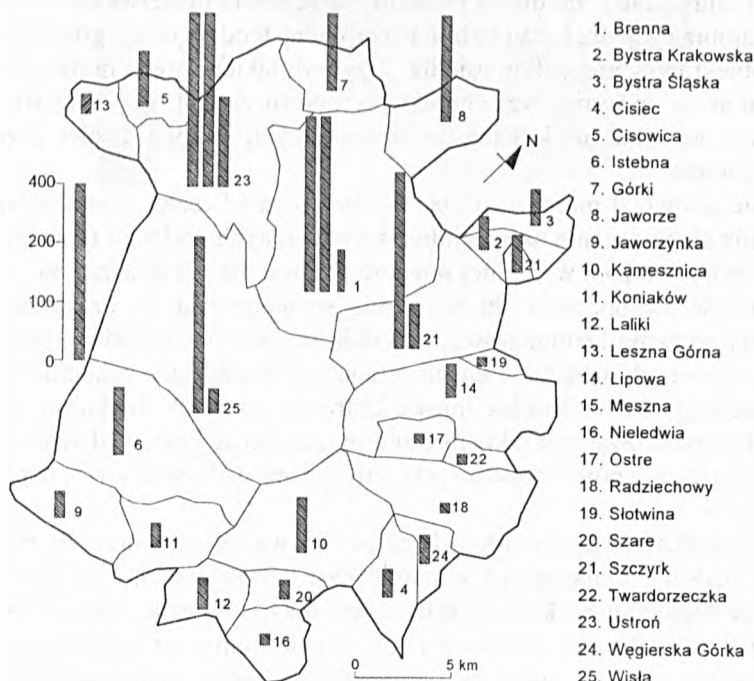 13
5
7
8
23
N
400
200
100
0
1
3
2
21
21
19
14
25
17
22
6
18
9
11
10
24
12
20
4
16
0 5 km
1. Brenna
2. Bystra Krakowska
3. Bystra Śląska
4. Cisiec
5. Cisowica
6. Istebna
7. Górki
8. Jaworze
9. Jaworzynka
10. Kamesznica
11. Koniaków
12. Laliki
13. Leszna Górna
14. Lipowa
15. Meszna
16. Nieledwia
17. Ostre
18. Radziechowy
19. Słotwina
20. Szare
21. Szczyrk
22. Twardorzeczka
23. Ustroń
24. Węgierska Górka
25. Wisła